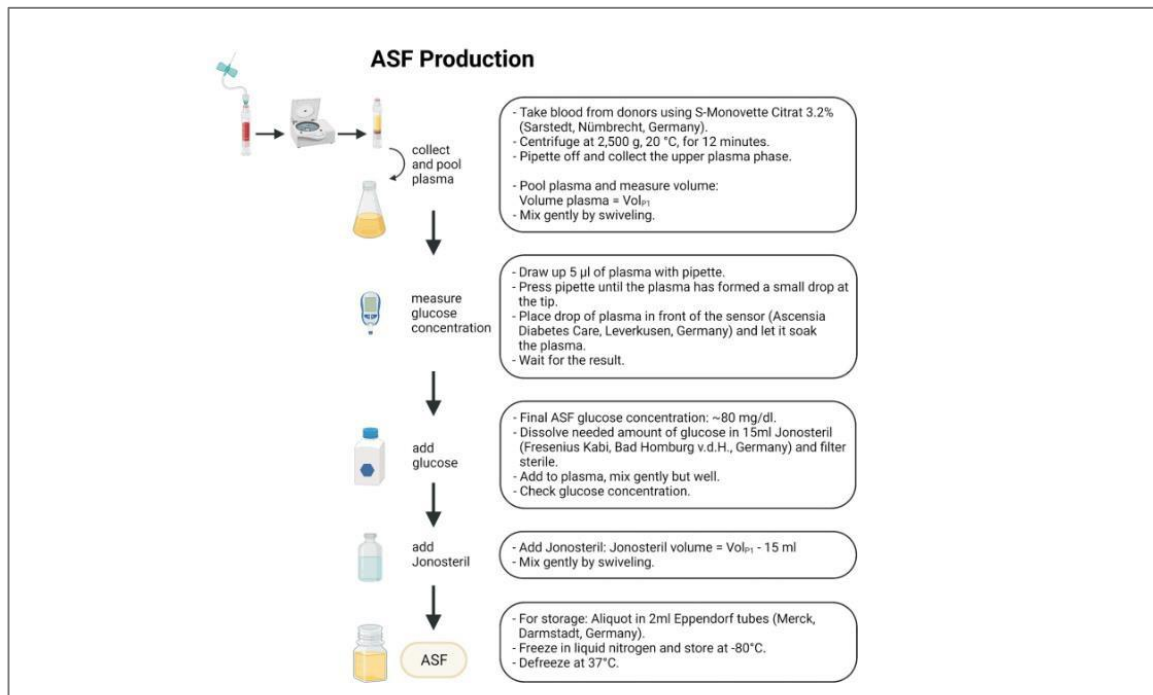 ASF Production
collect
and pool
plasma
- Take blood from donors using S-Monovette Citrat 3.2%
(Sarstedt, Nümbrecht, Germany).
- Centrifuge at 2,500 g, 20 °C, for 12 minutes.
- Pipette off and collect the upper plasma phase.
- Pool plasma and measure volume:
Volume plasma = VolP1
- Mix gently by swiveling.
measure
glucose
concentration
- Draw up 5 µl of plasma with pipette.
- Press pipette until the plasma has formed a small drop at
the tip.
- Place drop of plasma in front of the sensor (Ascensia
Diabetes Care, Leverkusen, Germany) and let it soak
the plasma.
- Wait for the result.
add
glucose
- Final ASF glucose concentration: ~80 mg/dl.
- Dissolve needed amount of glucose in 15ml Jonosteril
(Fresenius Kabi, Bad Homburg v.d.H., Germany) and filter
sterile.
- Add to plasma, mix gently but well.
- Check glucose concentration.
add
Jonosteril
- Add Jonosteril: Jonosteril volume = VolP1 - 15 ml
- Mix gently by swiveling.
ASF
- For storage: Aliquot in 2ml Eppendorf tubes (Merck,
Darmstadt, Germany).
- Freeze in liquid nitrogen and store at -80°C.
- Defreeze at 37°C.